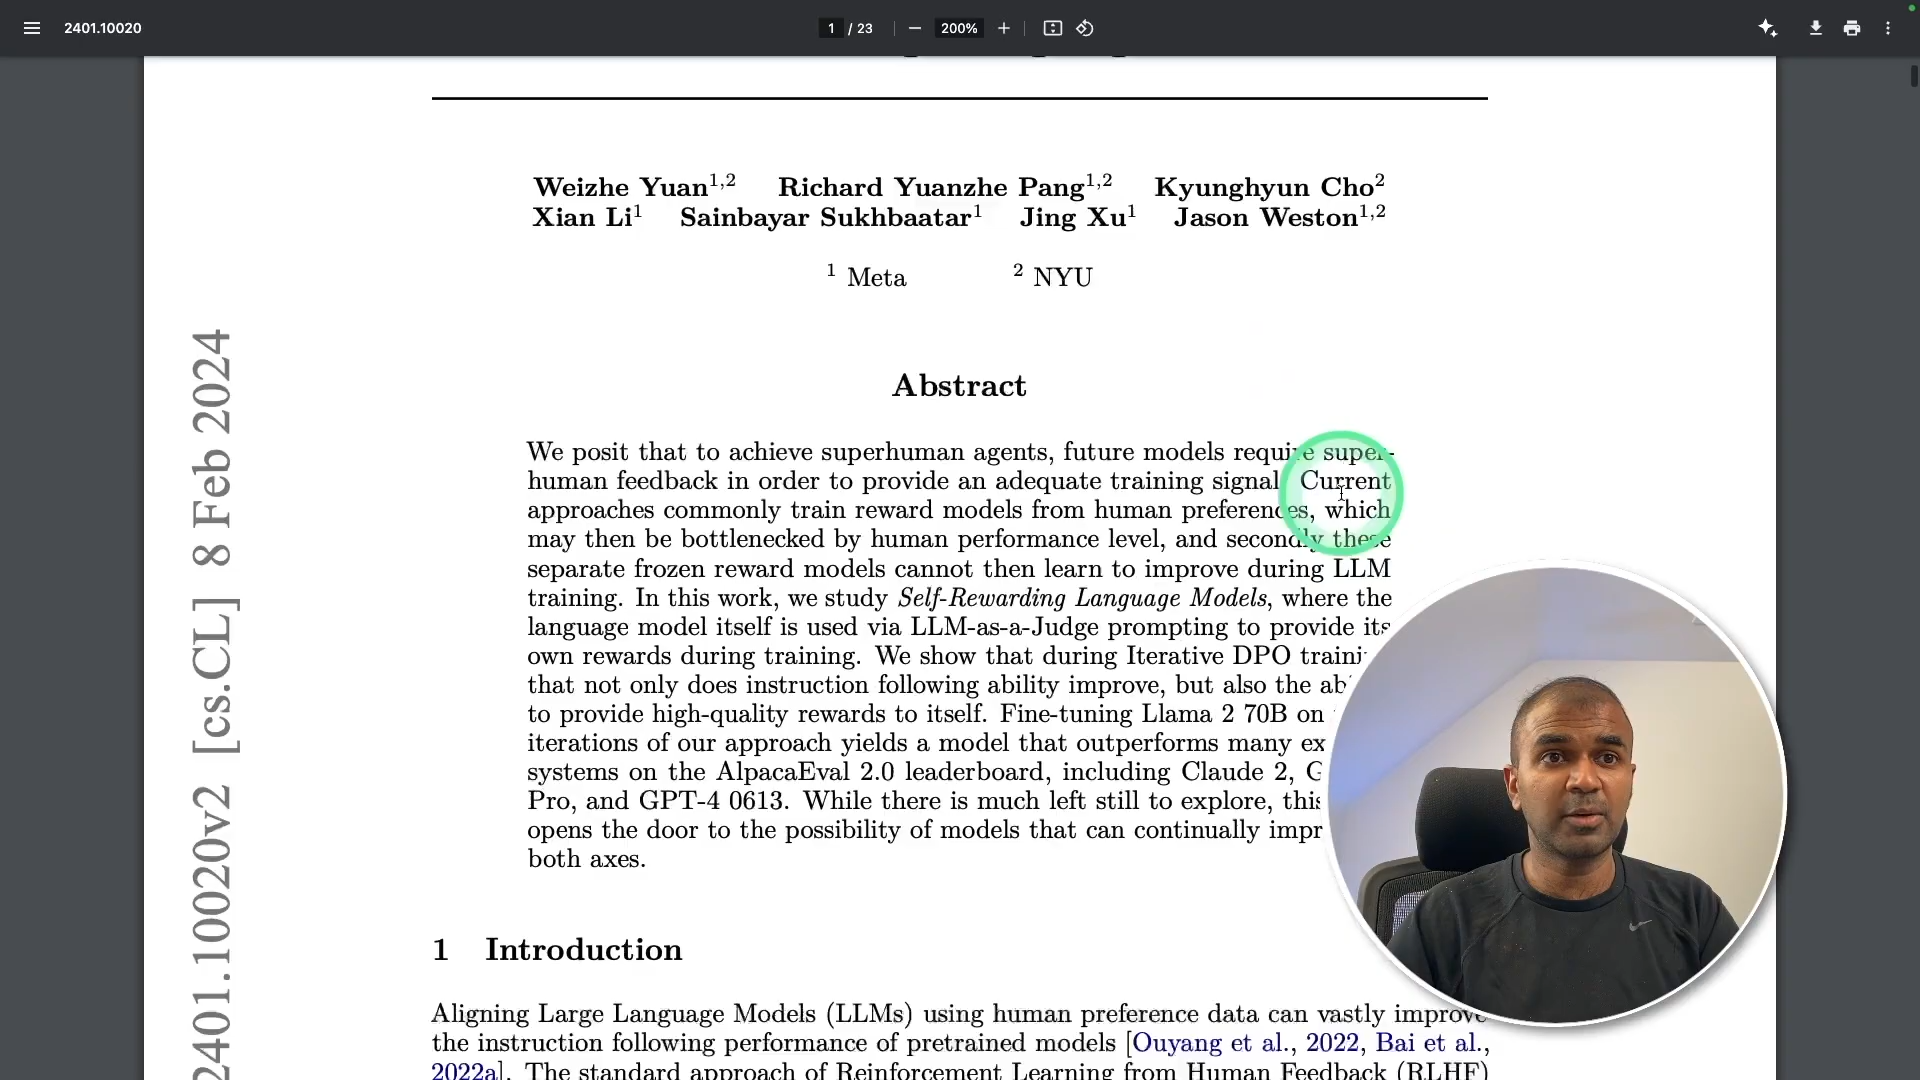 2401.10020
1 / 23
200%
Weizhe Yuan1,2 Richard Yuanzhe Pang1,2 Kyunghyun Cho2
Xian Li1 Sainbayar Sukhbaatar1 Jing Xu1 Jason Weston1,2
1 Meta 2 NYU
2401.10020v2 [cs.CL] 8 Feb 2024
Abstract
We posit that to achieve superhuman agents, future models require super-
human feedback in order to provide an adequate training signal. Current
approaches commonly train reward models from human preferences, which
may then be bottlenecked by human performance level, and secondly these
separate frozen reward models cannot then learn to improve during LLM
training. In this work, we study Self-Rewarding Language Models, where the
language model itself is used via LLM-as-a-Judge prompting to provide its
own rewards during training. We show that during Iterative DPO
that not only does instruction following ability improve, but also the
to provide high-quality rewards to itself. Fine-tuning Llama 2 70B on
iterations of our approach yields a model that outperforms many
systems on the AlpacaEval 2.0 leaderboard, including Claude 2,
Pro, and GPT-4 0613. While there is much left still to explore, this
opens the door to the possibility of models that can continually
both axes.
1 Introduction
Aligning Large Language Models (LLMs) using human preference data can vastly improve
the instruction following performance of pretrained models [Ouyang et al., 2022, Bai et al.,
2022a]. The standard approach of Reinforcement Learning from Human Feedback (RLHF)